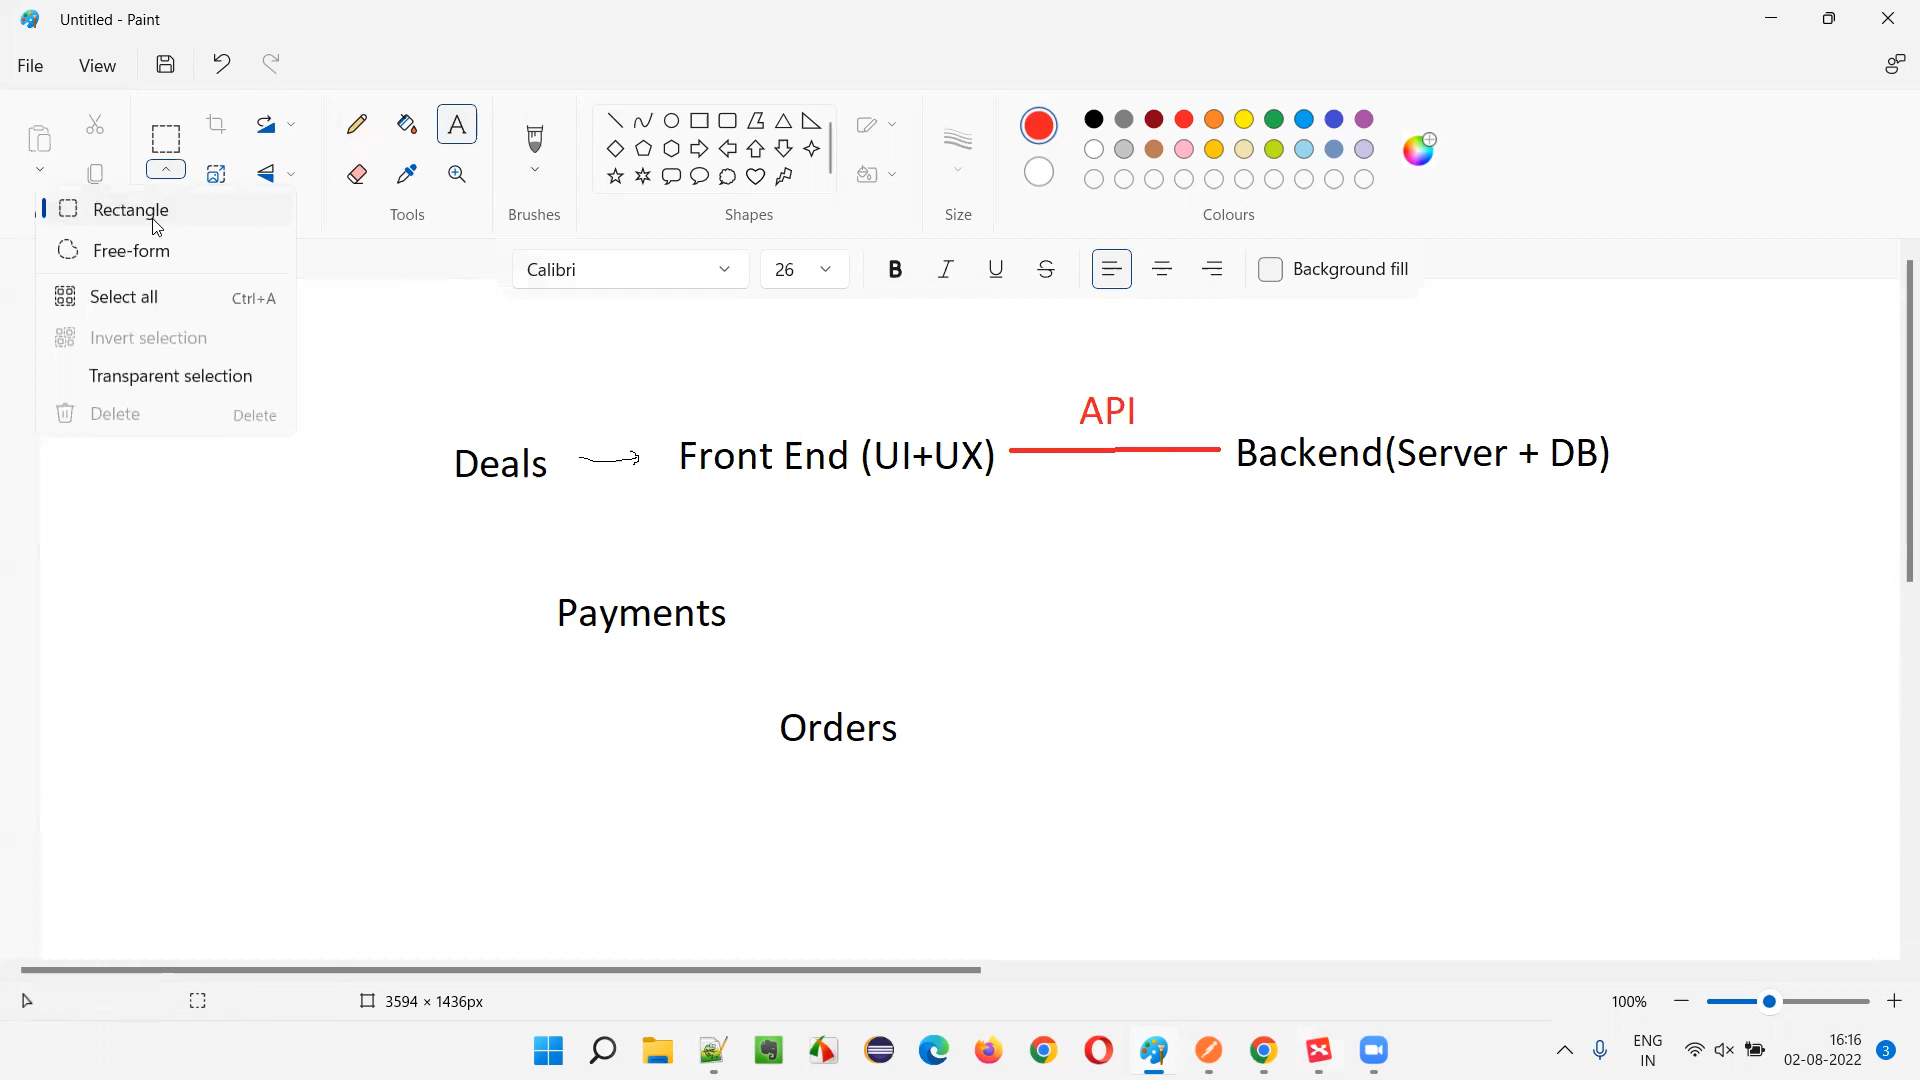 Untitled - Paint
File View
Rectangle
Free-form
Select all Ctrl+A
Invert selection
Transparent selection
Delete Delete
Tools
Brushes
Shapes
Size
Colours
Calibri 26 B I U S Background fill
API
Deals Front End (UI+UX) Backend(Server + DB)
Payments
Orders
3594 × 1436px 100%
ENG
IN
16:16
02-08-2022
3